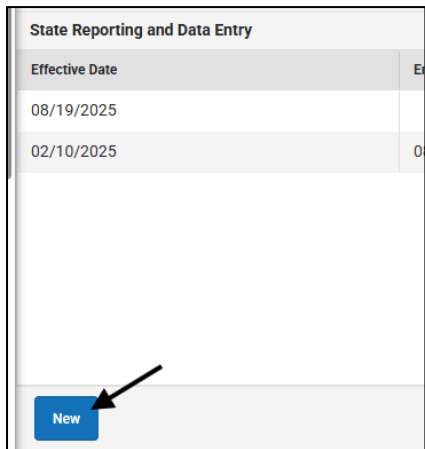 State Reporting and Data Entry
Effective Date
08/19/2025
02/10/2025
New